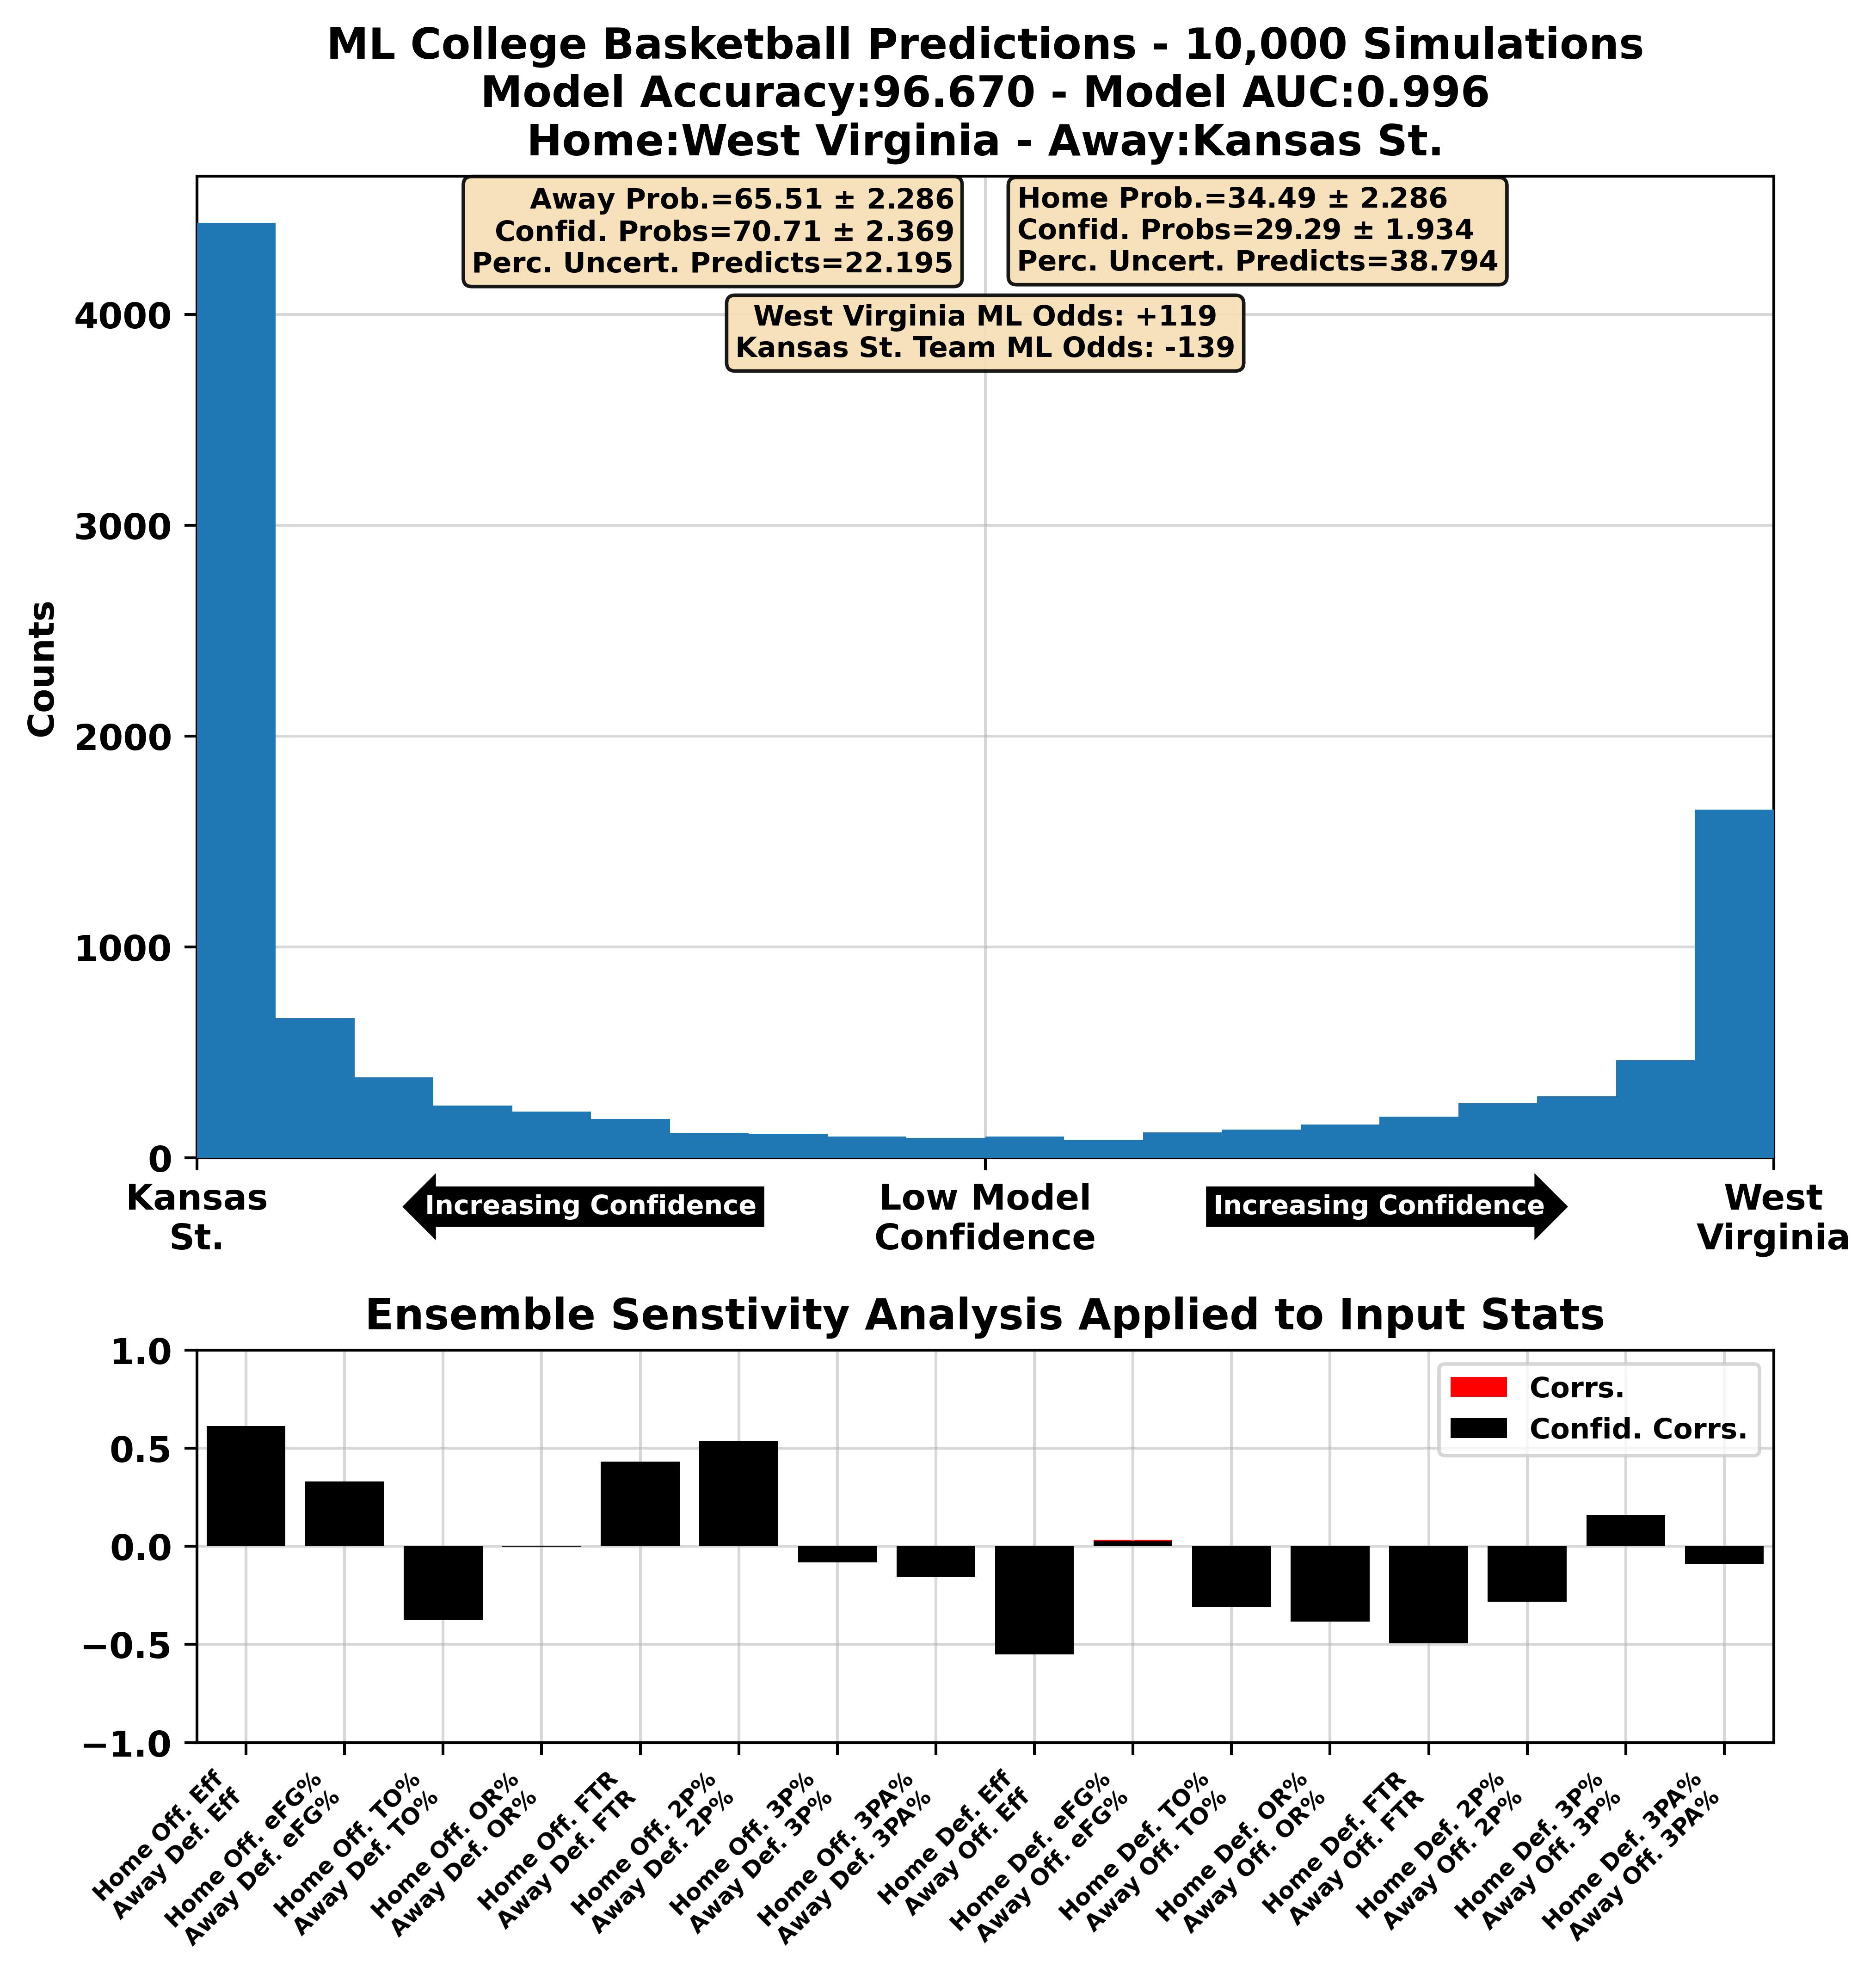 ML College Basketball Predictions - 10,000 Simulations
Model Accuracy:96.670 - Model AUC:0.996
Home:West Virginia - Away:Kansas St.
Away Prob.=65.51 ± 2.286
Confid. Probs=70.71 ± 2.369
Perc. Uncert. Predicts=22.195
Home Prob.=34.49 ± 2.286
Confid. Probs=29.29 ± 1.934
Perc. Uncert. Predicts=38.794
West Virginia ML Odds: +119
Kansas St. Team ML Odds: -139
Counts
4000
3000
2000
1000
0
Kansas
St.
Increasing Confidence
Low Model
Confidence
Increasing Confidence
West
Virginia
Ensemble Senstivity Analysis Applied to Input Stats
1.0
0.5
0.0
−0.5
−1.0
Corrs.
Confid. Corrs.
Home Off. Eff
Away Def. Eff
Home Off. eFG%
Away Def. eFG%
Home Off. TO%
Away Def. TO%
Home Off. OR%
Away Def. OR%
Home Off. FTR
Away Def. FTR
Home Off. 2P%
Away Def. 2P%
Home Off. 3P%
Away Def. 3P%
Home Off. 3PA%
Away Def. 3PA%
Home Def. Eff
Away Off. Eff
Home Def. eFG%
Away Off. eFG%
Home Def. TO%
Away Off. TO%
Home Def. OR%
Away Off. OR%
Home Def. FTR
Away Off. FTR
Home Def. 2P%
Away Off. 2P%
Home Def. 3P%
Away Off. 3P%
Home Def. 3PA%
Away Off. 3PA%